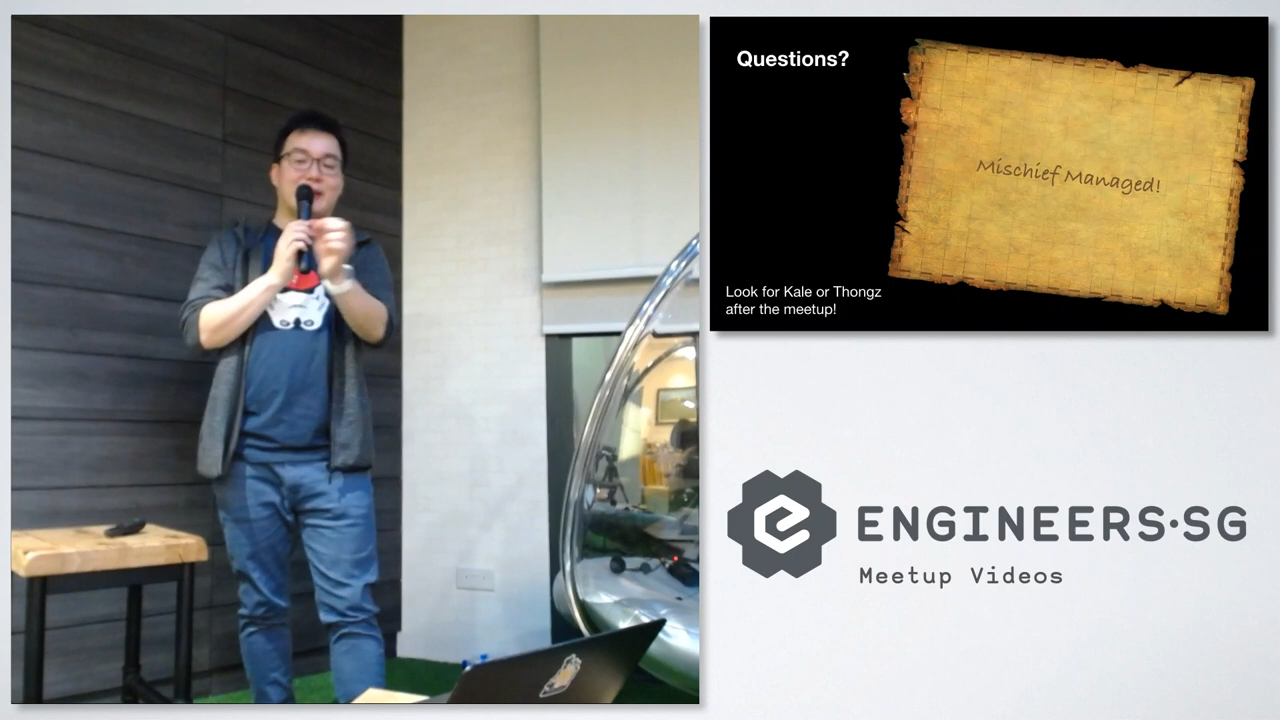 Questions?
Mischief Managed!
Look for Kale or Thongz
after the meetup!
ENGINEERS·SG
Meetup Videos